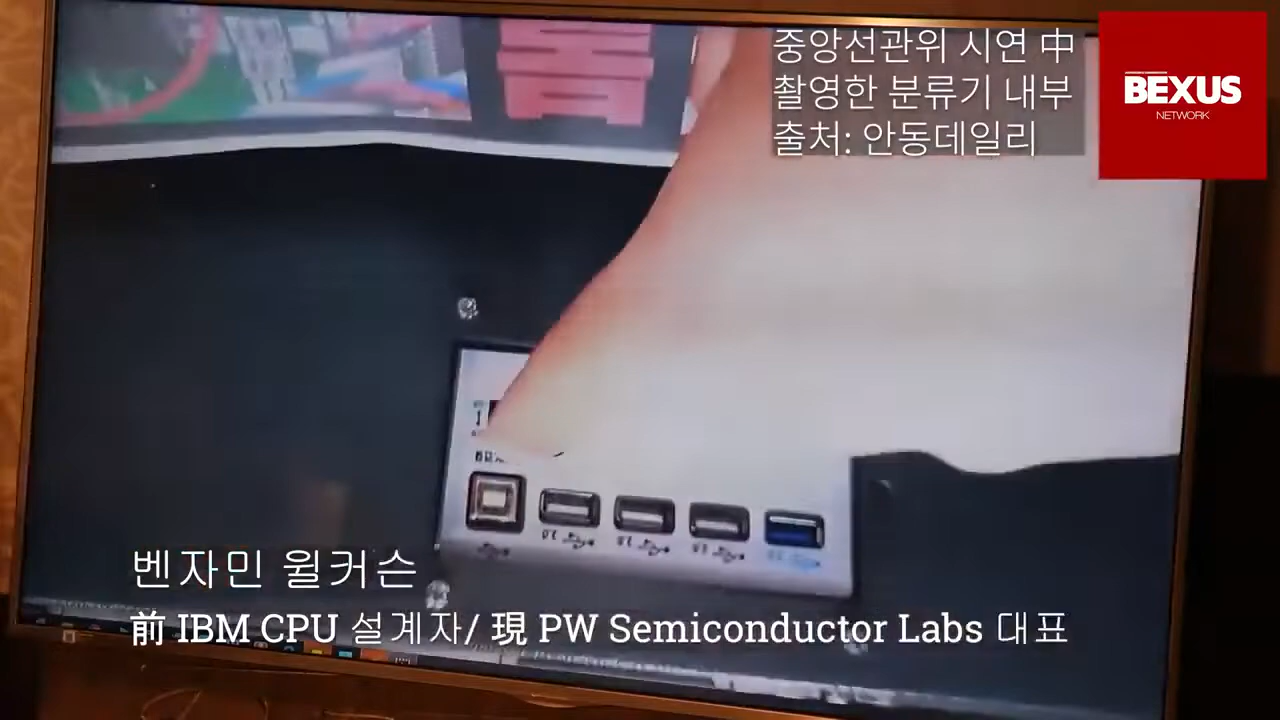 중앙선관위 시연 中
촬영한 분류기 내부
출처: 안동데일리
BEXUS
NETWORK
벤자민 윌커슨
前 IBM CPU 설계자/ 現 PW Semiconductor Labs 대표